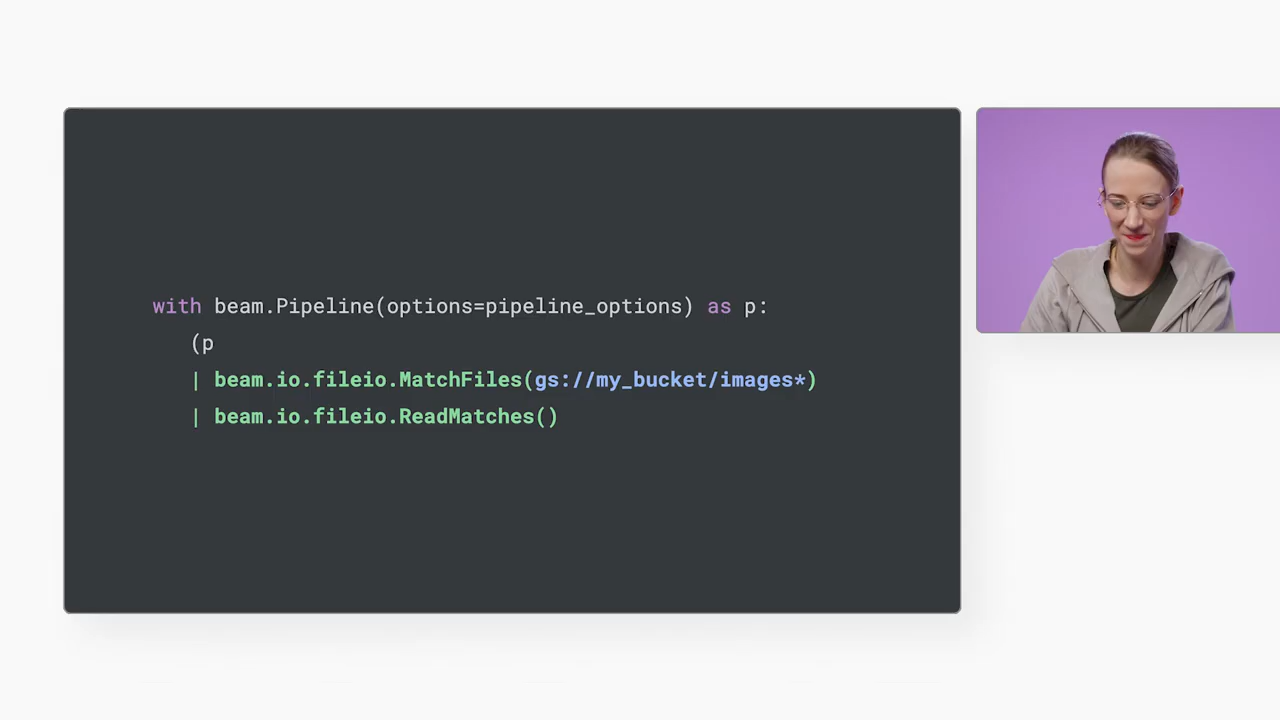 with beam.Pipeline(options=pipeline_options) as p:
(p
| beam.io.fileio.MatchFiles(gs://my_bucket/images*)
| beam.io.fileio.ReadMatches()